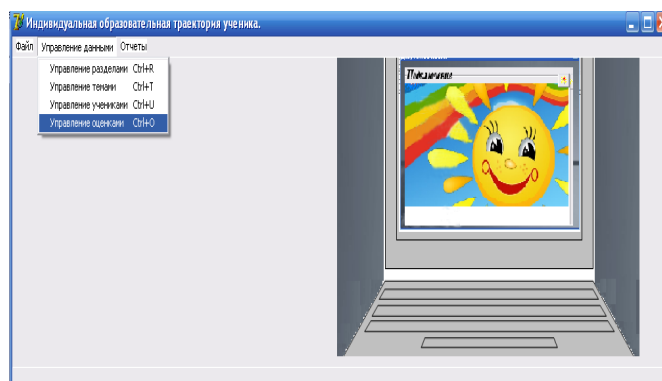 Индивидуальная образовательная траектория ученика.
Файл Управление данными Отчеты
Управление разделами Ctrl+R
Управление темами Ctrl+T
Управление учениками Ctrl+U
Управление оценками Ctrl+O